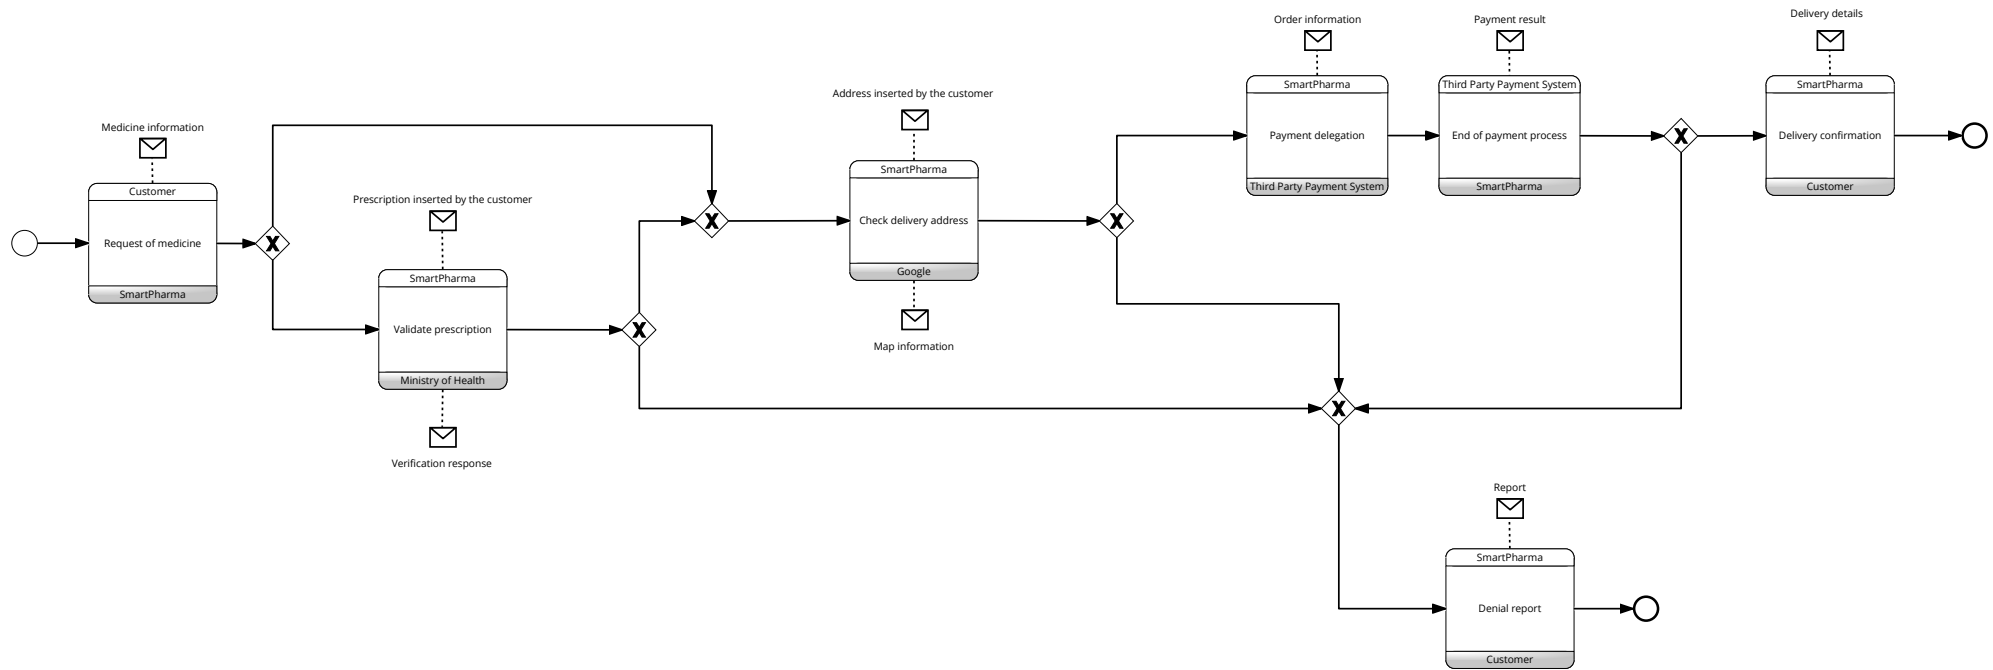 Medicine information
Customer
Request of medicine
SmartPharma
X
Prescription inserted by the customer
SmartPharma
Validate prescription
Ministry of Health
Verification response
X
X
Address inserted by the customer
SmartPharma
Check delivery address
Google
Map information
X
Order information
SmartPharma
Payment delegation
Third Party Payment System
Payment result
Third Party Payment System
End of payment process
SmartPharma
X
Delivery details
SmartPharma
Delivery confirmation
Customer
X
Report
SmartPharma
Denial report
Customer